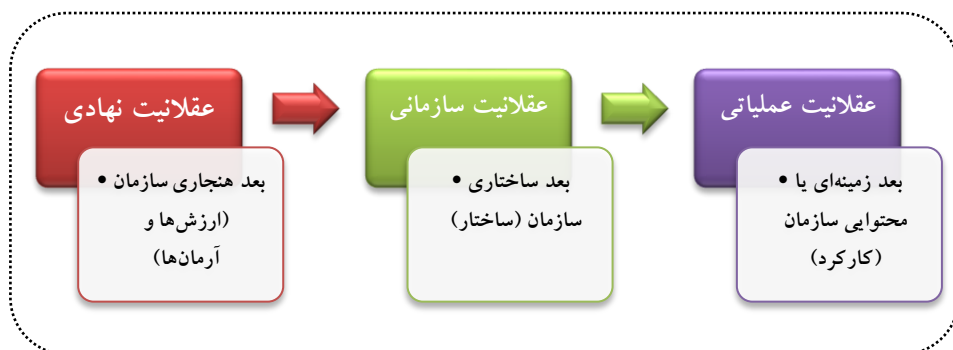 عقلانیت نهادی
• بعد هنجاری سازمان
(ارزش‌ها و
آرمان‌ها)
عقلانیت سازمانی
• بعد ساختاری
سازمان (ساختار)
عقلانیت عملیاتی
• بعد زمینه‌ای یا
محتوایی سازمان
(کارکرد)